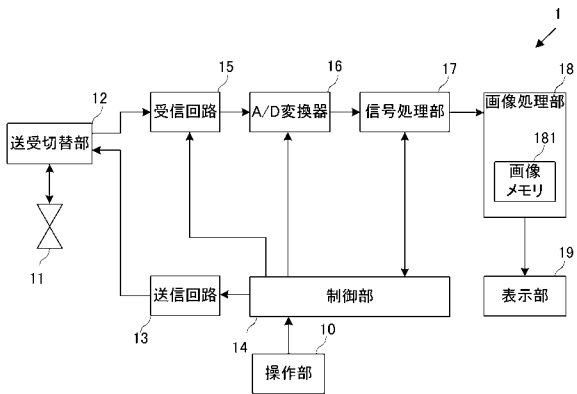 1
15
16
17
18
12
受信回路
A/D変換器
信号処理部
画像処理部
送受切替部
181
画像
メモリ
11
19
送信回路
制御部
表示部
13
14
10
操作部